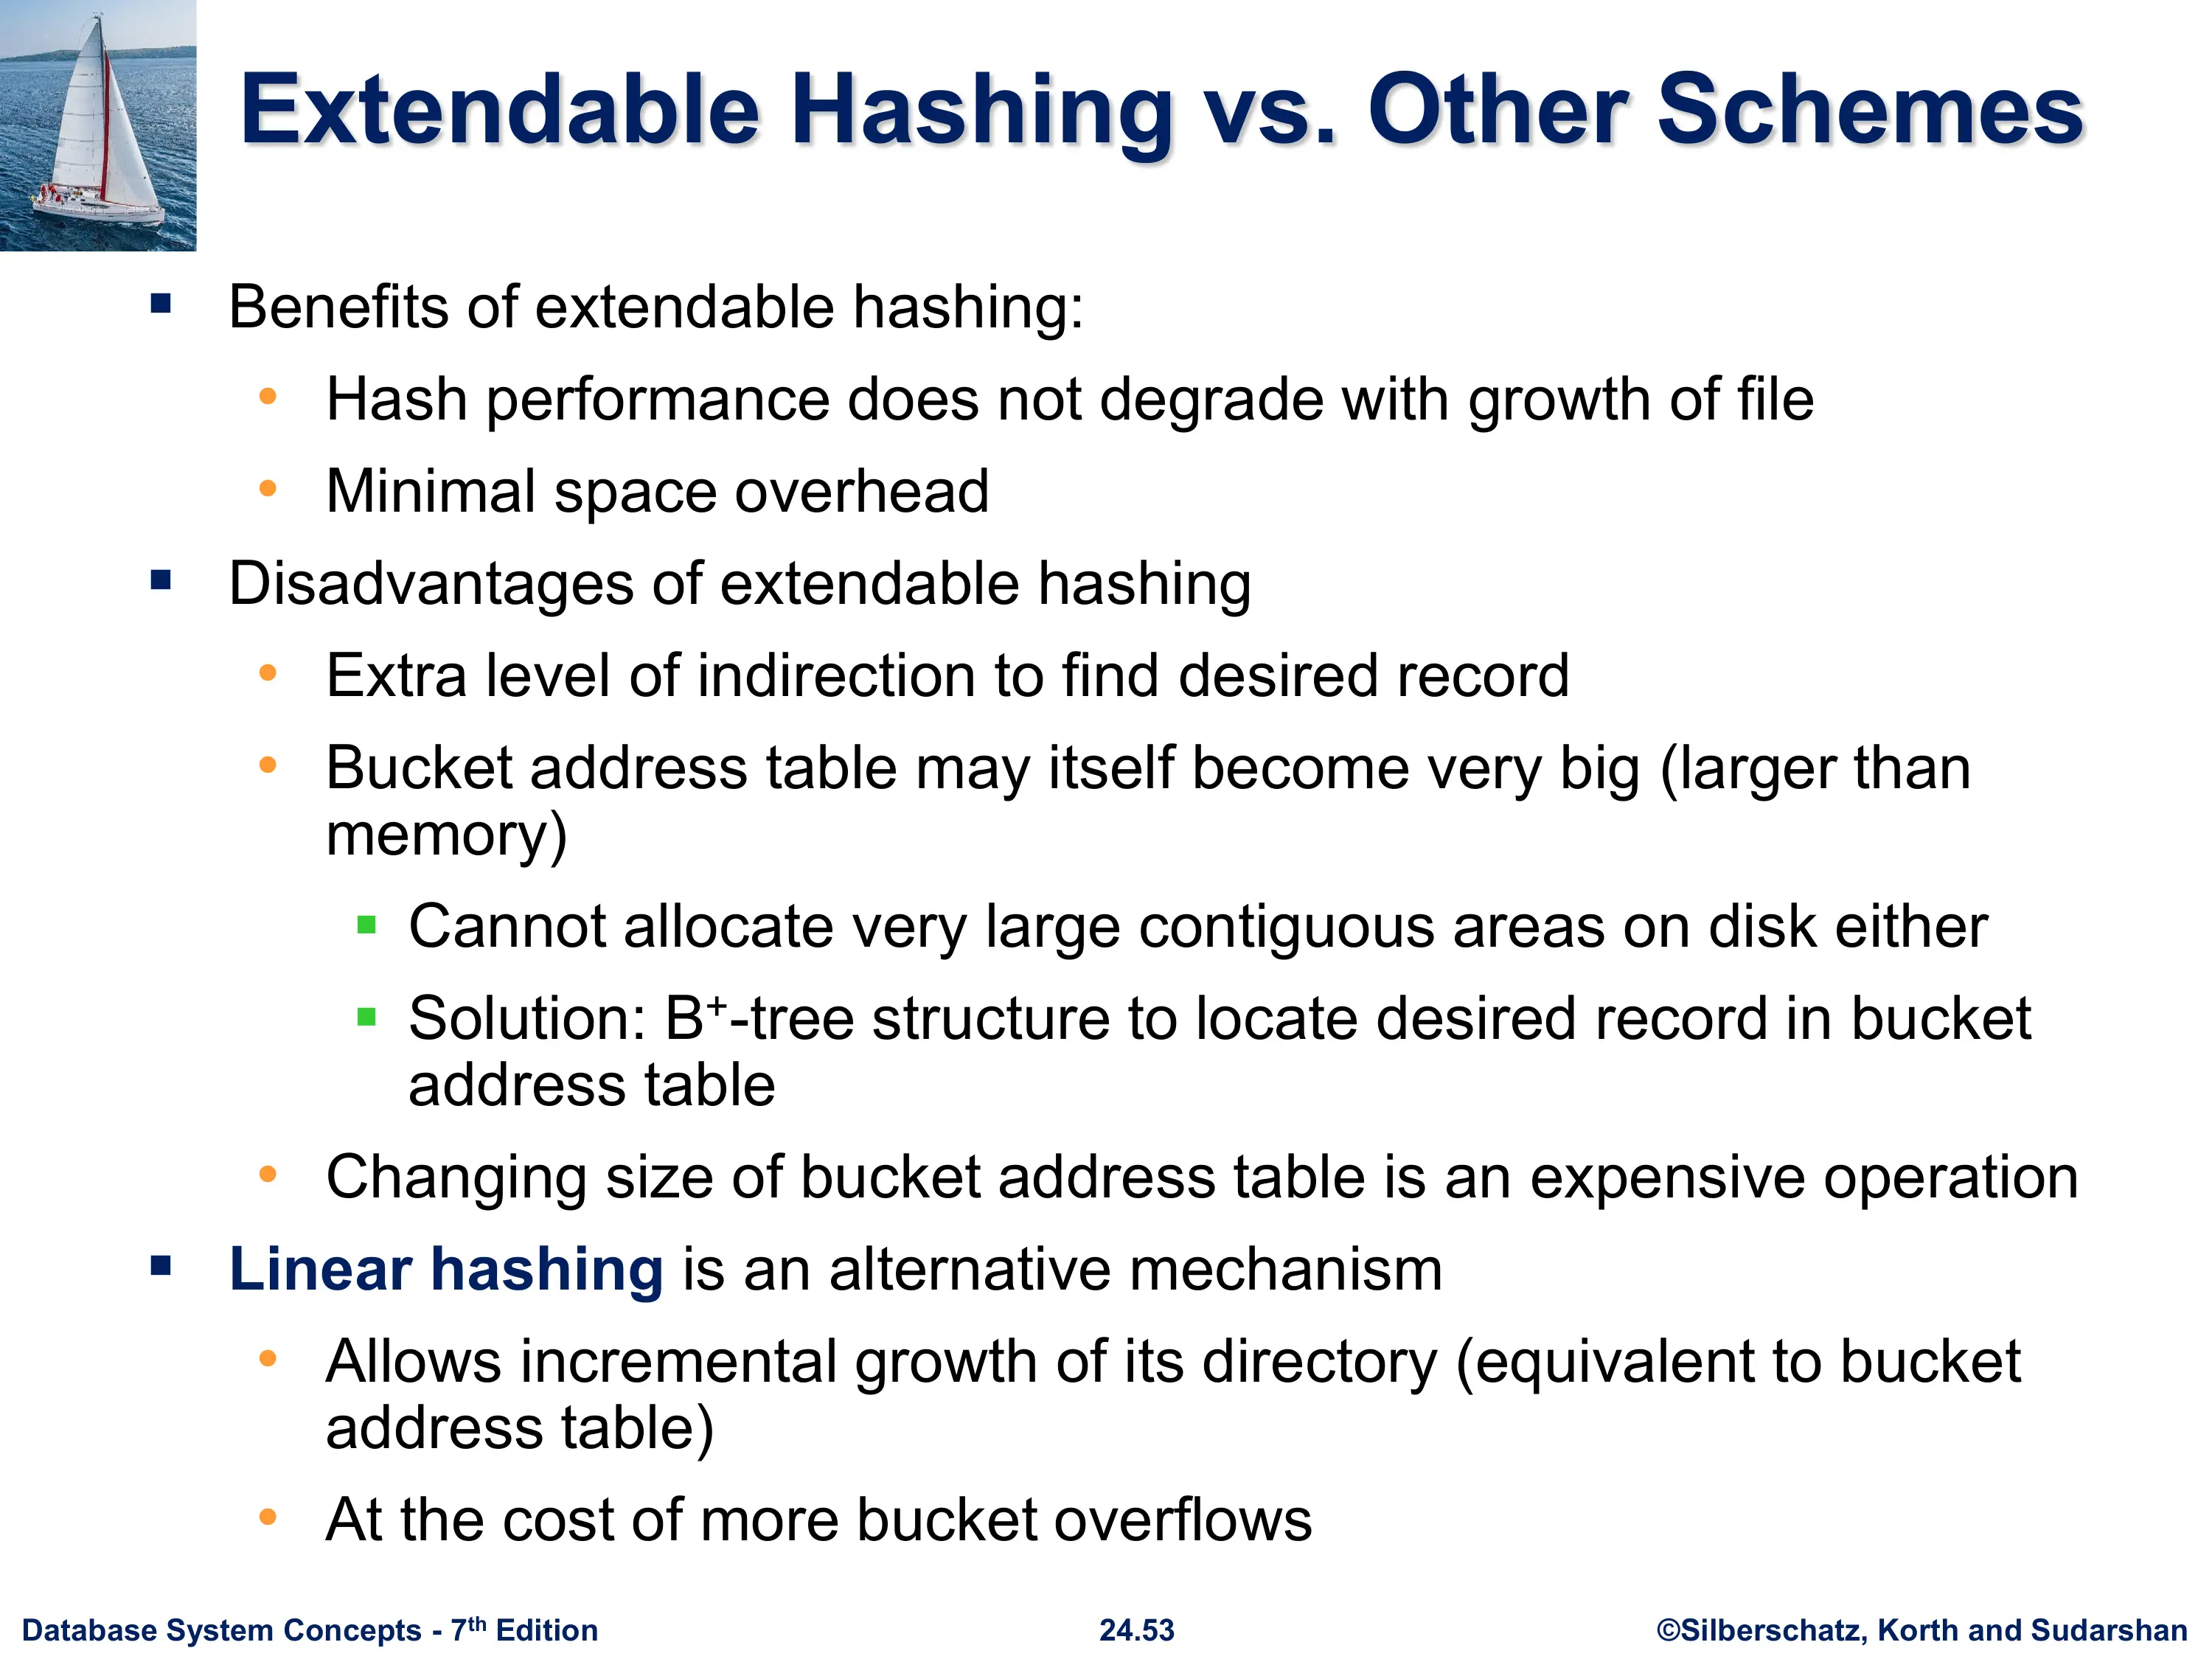 Extendable Hashing vs. Other Schemes
▪ Benefits of extendable hashing:
• Hash performance does not degrade with growth of file
• Minimal space overhead
▪ Disadvantages of extendable hashing
• Extra level of indirection to find desired record
• Bucket address table may itself become very big (larger than
memory)
▪ Cannot allocate very large contiguous areas on disk either
▪ Solution: B⁺-tree structure to locate desired record in bucket
address table
• Changing size of bucket address table is an expensive operation
▪ Linear hashing is an alternative mechanism
• Allows incremental growth of its directory (equivalent to bucket
address table)
• At the cost of more bucket overflows
Database System Concepts - 7th Edition
24.53
©Silberschatz, Korth and Sudarshan